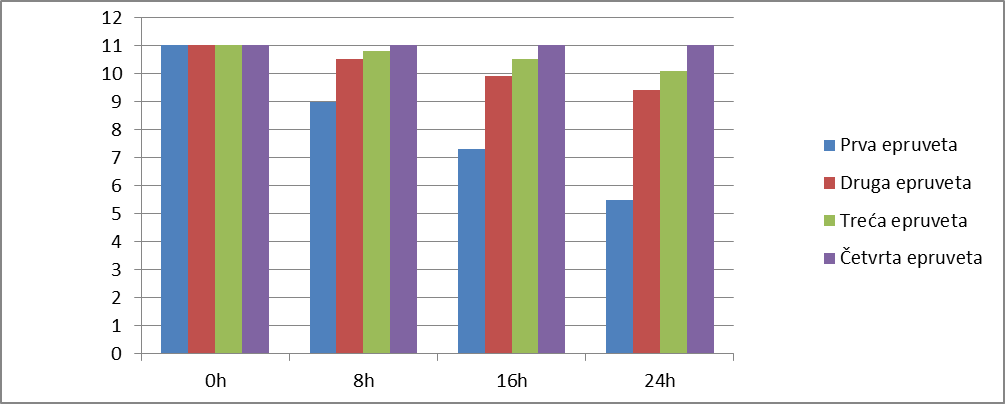 12
11
10
9
8
7
6
5
4
3
2
1
0
0h 8h 16h 24h
Prva epruveta
Druga epruveta
Treća epruveta
Četvrta epruveta